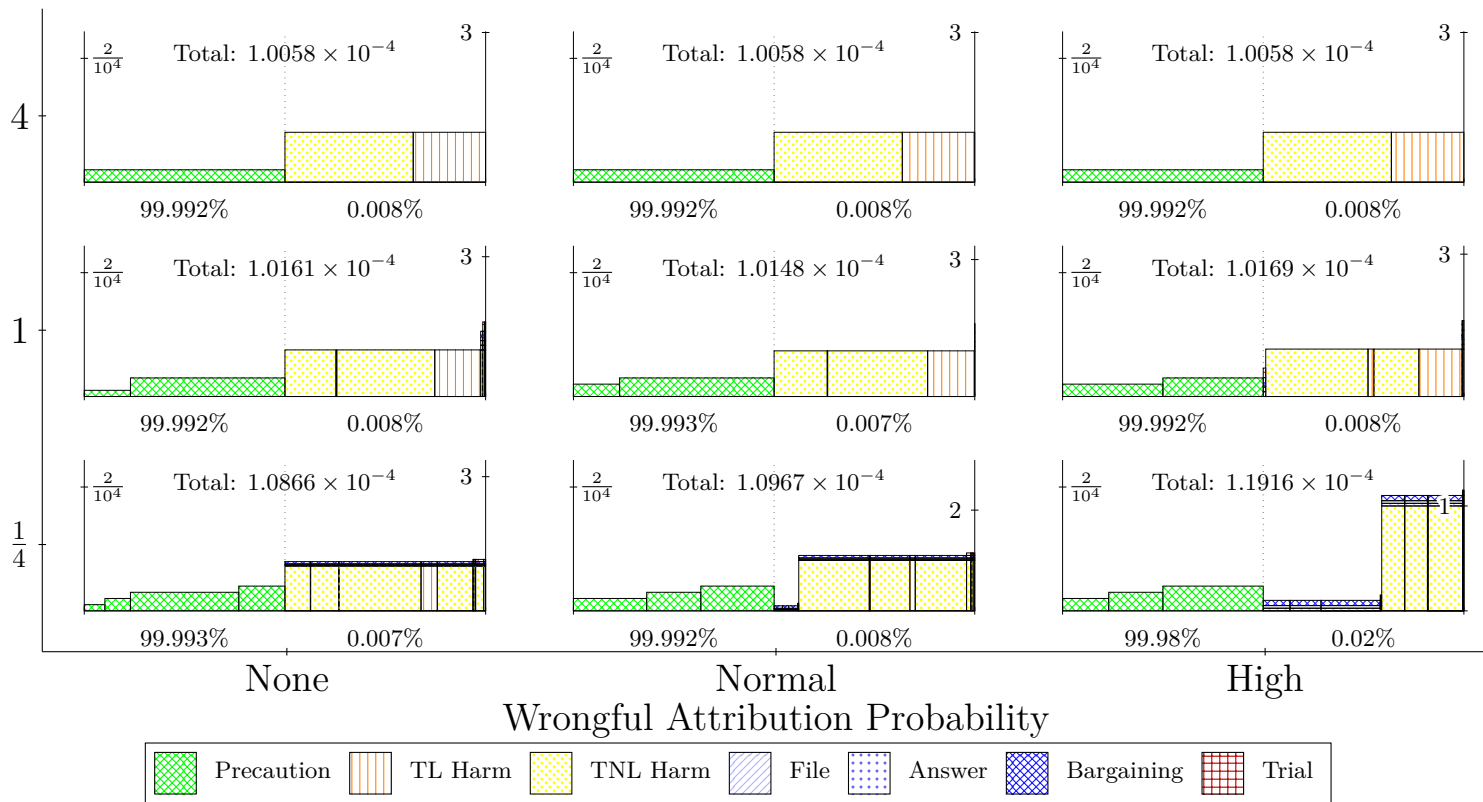 2/10^4 Total: 1.0058 × 10^-4 3 2/10^4 Total: 1.0058 × 10^-4 3 2/10^4 Total: 1.0058 × 10^-4 3
4
99.992% 0.008% 99.992% 0.008% 99.992% 0.008%
2/10^4 Total: 1.0161 × 10^-4 3 2/10^4 Total: 1.0148 × 10^-4 3 2/10^4 Total: 1.0169 × 10^-4 3
1
99.992% 0.008% 99.993% 0.007% 99.992% 0.008%
2/10^4 Total: 1.0866 × 10^-4 3 2/10^4 Total: 1.0967 × 10^-4 2 2/10^4 Total: 1.1916 × 10^-4 1
1/4
99.993% 0.007% 99.992% 0.008% 99.98% 0.02%
None Normal High
Wrongful Attribution Probability
Precaution TL Harm TNL Harm File Answer Bargaining Trial